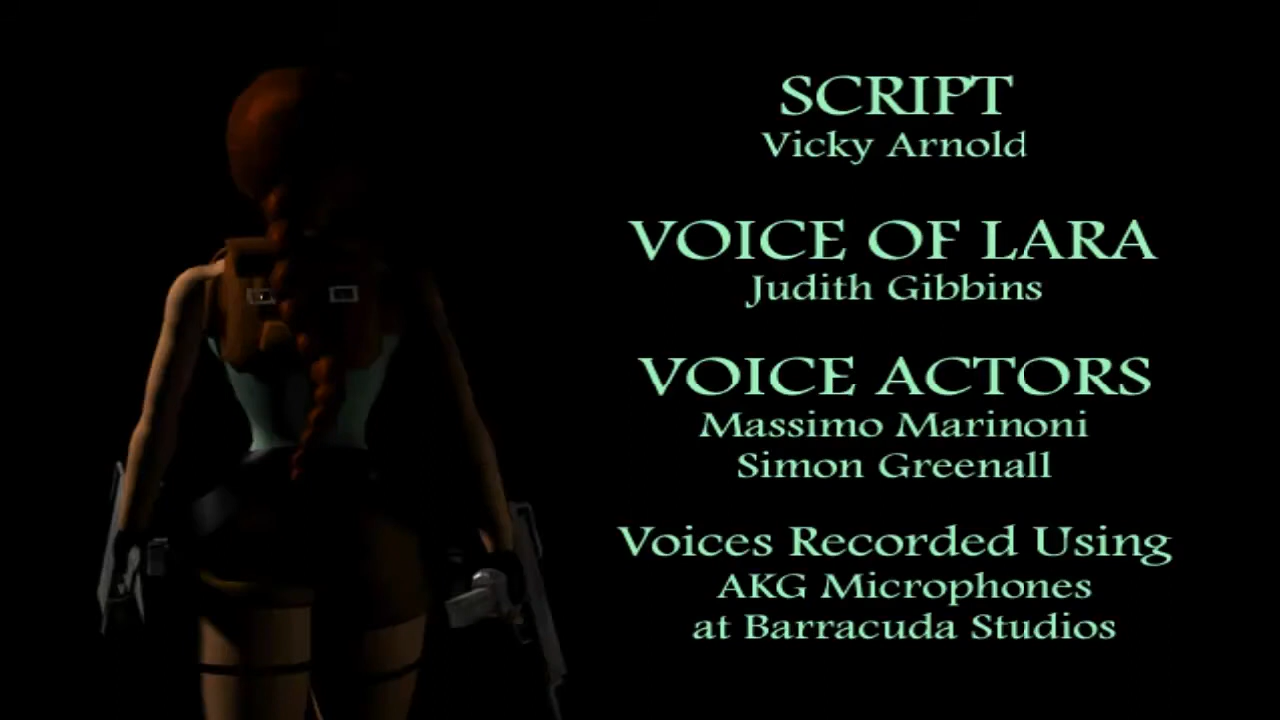 SCRIPT
Vicky Arnold
VOICE OF LARA
Judith Gibbins
VOICE ACTORS
Massimo Marinoni
Simon Greenall
Voices Recorded Using
AKG Microphones
at Barracuda Studios